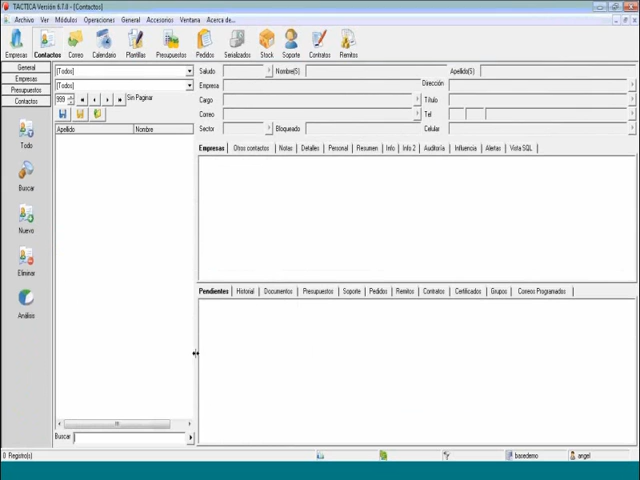 TACTICA Versión 6.7.0 - [Contactos]
Archivo Ver Módulos Operaciones General Accesorios Ventana Acerca de...
Empresas Contactos Correo Calendario Plantillas Presupuestos Pedidos Serializados Stock Soporte Contratos Remitos
General
Empresas
Presupuestos
Contactos
Todo
Buscar
Nuevo
Eliminar
Análisis
[Todos]
[Todos]
999 Sin Paginar
Apellido Nombre
Buscar
Saludo Nombre(S) Apellido(S)
Empresa Dirección
Cargo Título
Correo Tel
Sector Bloqueado Celular
Empresas Otros contactos Notas Detalles Personal Resumen Info Info 2 Auditoría Influencia Alertas Vista SQL
Pendientes Historial Documentos Presupuestos Soporte Pedidos Remitos Contratos Certificados Grupos Correos Programados
0 Registro(s) basedemo angel